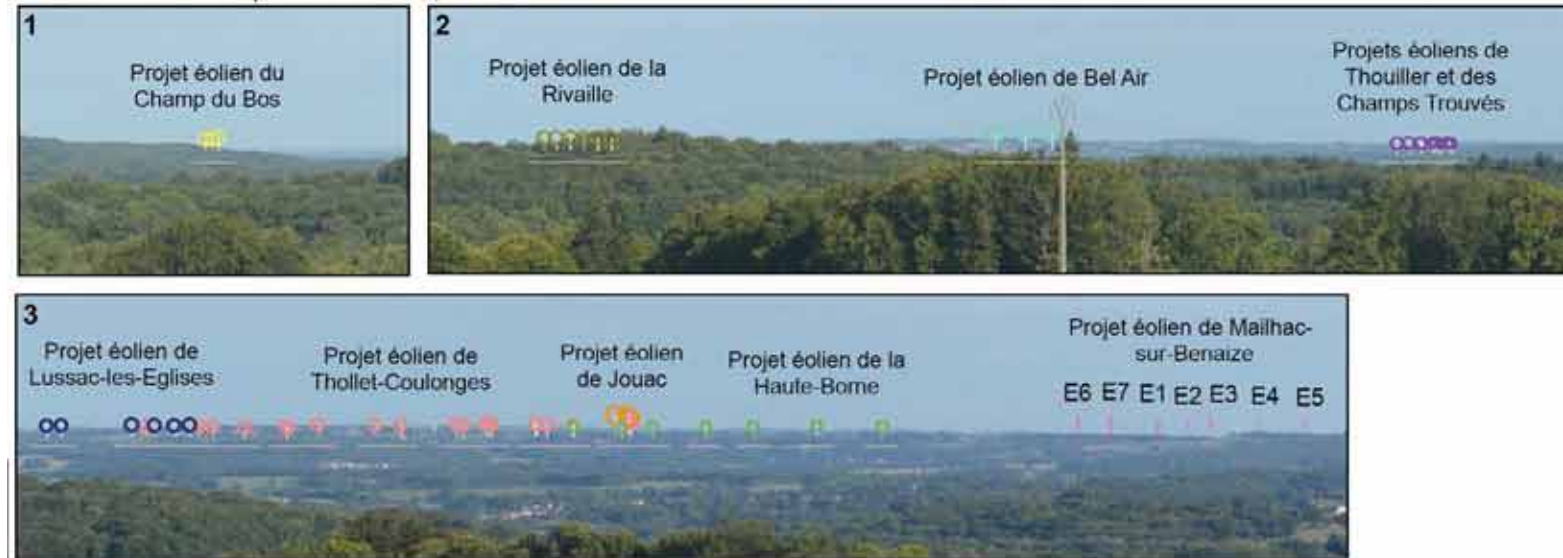 1
Projet éolien du
Champ du Bos
2
Projet éolien de la
Rivaille
Projet éolien de Bel Air
Projets éoliens de
Thouiller et des
Champs Trouvés
3
Projet éolien de
Lussac-les-Eglises
Projet éolien de
Thollet-Coulonges
Projet éolien
de Jouac
Projet éolien de la
Haute-Borne
Projet éolien de Mailhac-
sur-Benaize
E6 E7 E1 E2 E3 E4 E5